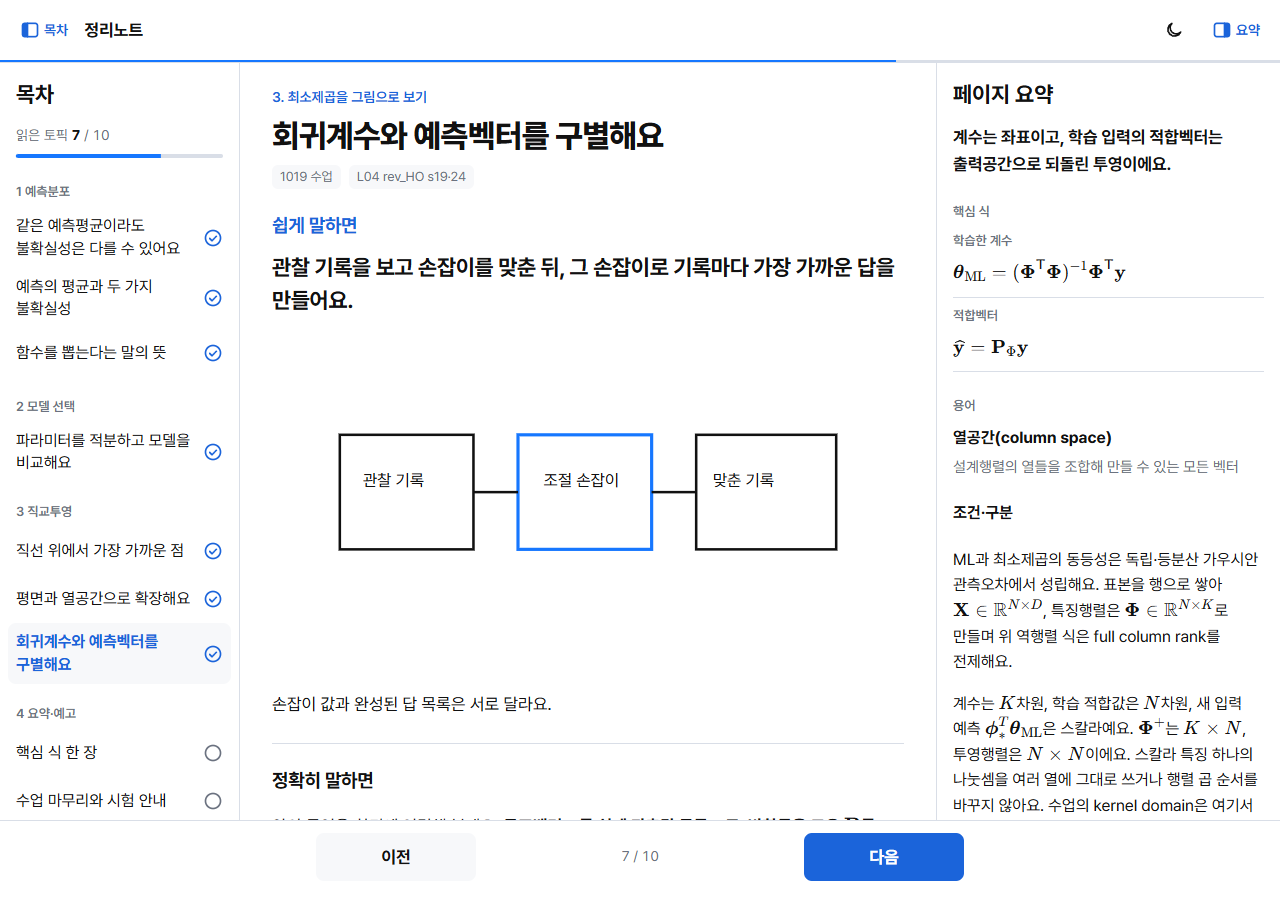 목차
정리노트
요약
목차
읽은 토픽 7 / 10
1 예측분포
같은 예측평균이라도
불확실성은 다를 수 있어요
예측의 평균과 두 가지
불확실성
함수를 뽑는다는 말의 뜻
2 모델 선택
파라미터를 적분하고 모델을
비교해요
3 직교투영
직선 위에서 가장 가까운 점
평면과 열공간으로 확장해요
회귀계수와 예측벡터를
구별해요
4 요약·예고
핵심 식 한 장
수업 마무리와 시험 안내
3. 최소제곱을 그림으로 보기
회귀계수와 예측벡터를 구별해요
1019 수업
L04 rev_HO s19·24
쉽게 말하면
관찰 기록을 보고 손잡이를 맞춘 뒤, 그 손잡이로 기록마다 가장 가까운 답을
만들어요.
관찰 기록
조절 손잡이
맞춘 기록
손잡이 값과 완성된 답 목록은 서로 달라요.
정확히 말하면
페이지 요약
계수는 좌표이고, 학습 입력의 적합벡터는
출력공간으로 되돌린 투영이에요.
핵심 식
학습한 계수
θ_ML = (Φ^⊤Φ)^{-1}Φ^⊤y
적합벡터
ŷ = P_Φ y
용어
열공간(column space)
설계행렬의 열들을 조합해 만들 수 있는 모든 벡터
조건·구분
ML과 최소제곱의 동등성은 독립·등분산 가우시안
관측오차에서 성립해요. 표본을 행으로 쌓아
X ∈ ℝ^{N×D}, 특징행렬은 Φ ∈ ℝ^{N×K}로
만들며 위 역행렬 식은 full column rank를
전제해요.
계수는 K차원, 학습 적합값은 N차원, 새 입력
예측 ϕ_*^T θ_ML은 스칼라예요. Φ^+는 K × N,
투영행렬은 N × N이에요. 스칼라 특징 하나의
나눗셈을 여러 열에 그대로 쓰거나 행렬 곱 순서를
바꾸지 않아요. 수업의 kernel domain은 여기서
이전
7 / 10
다음